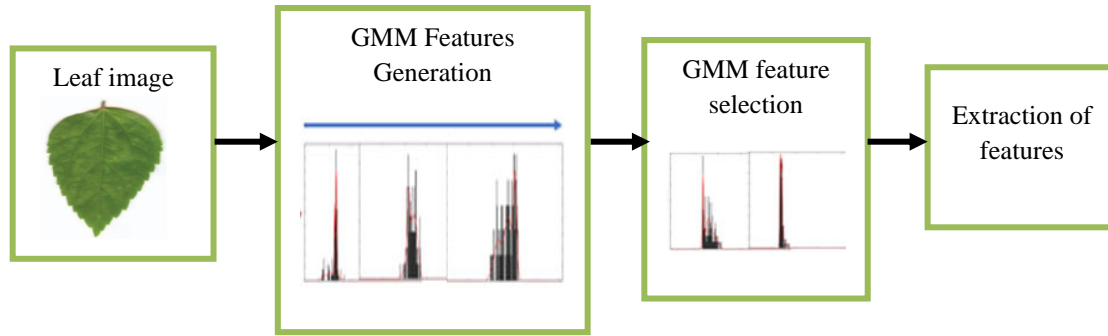 Leaf image
GMM Features
Generation
GMM feature
selection
Extraction of
features